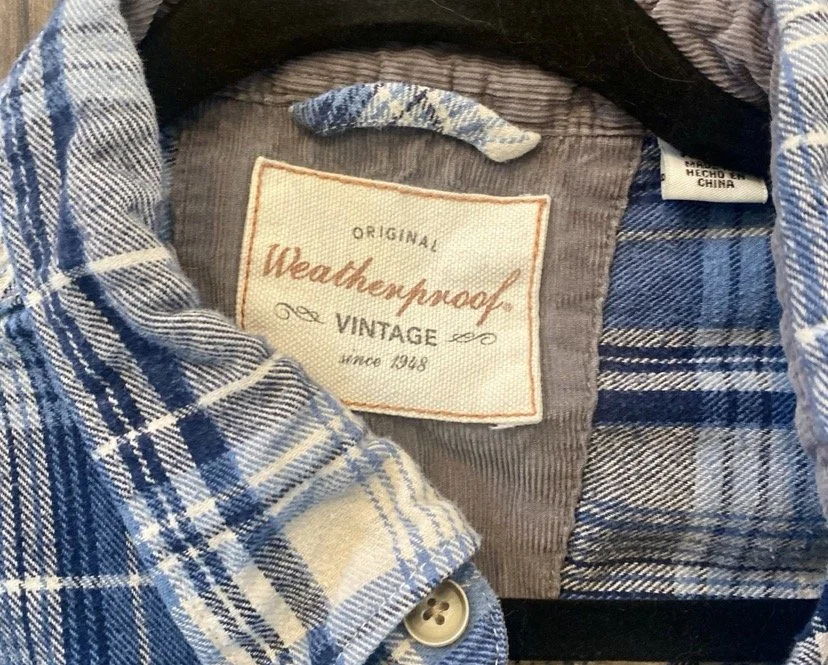 ORIGINAL
Weatherproof®
VINTAGE
since 1948
HECHO EN
CHINA